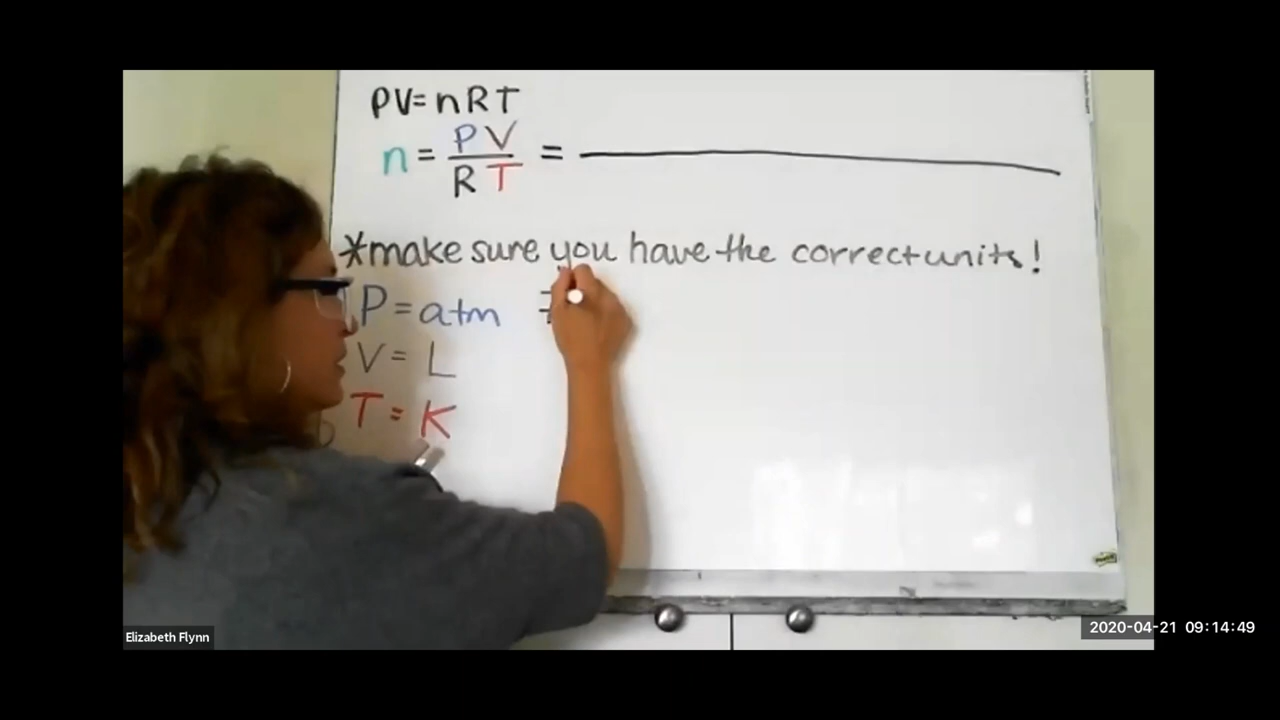 PV=nRT
n = PV / RT =
*make sure you have the correct units!
P = atm
V = L
T = K
Elizabeth Flynn
2020-04-21 09:14:49